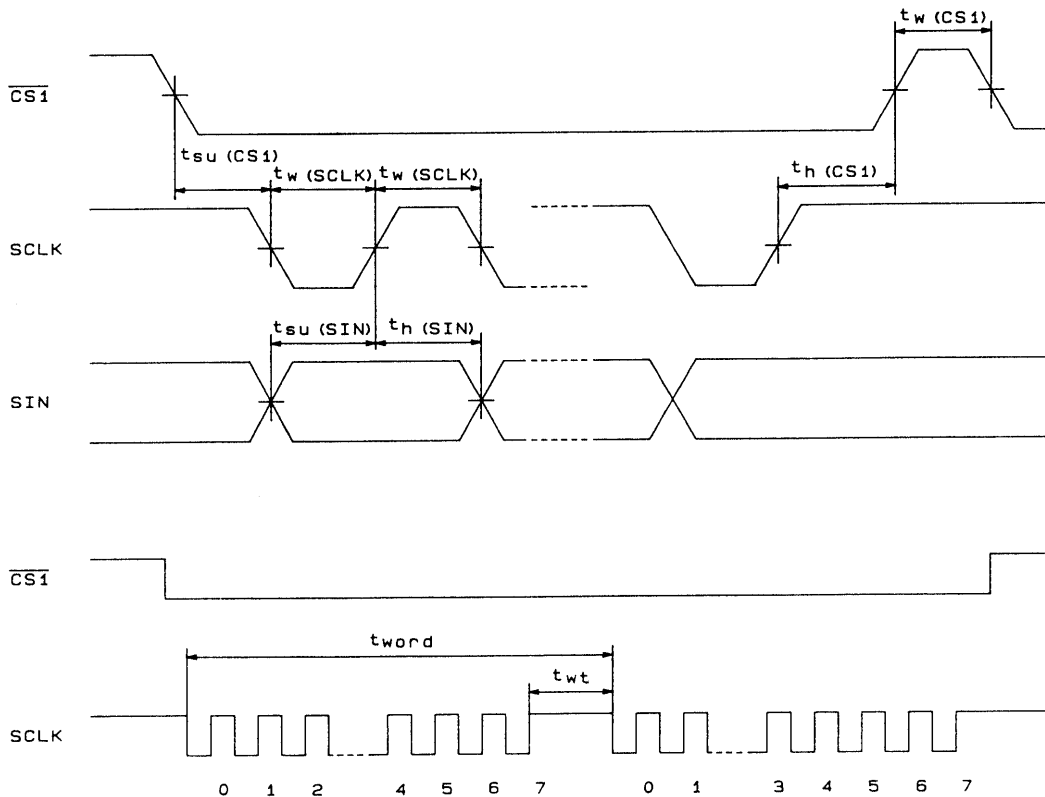 tw (CS1)
CS1
tsu (CS1)
tw (SCLK) tw (SCLK)
th (CS1)
SCLK
tsu (SIN) th (SIN)
SIN
CS1
tword
twt
SCLK
0 1 2 4 5 6 7 0 1 3 4 5 6 7